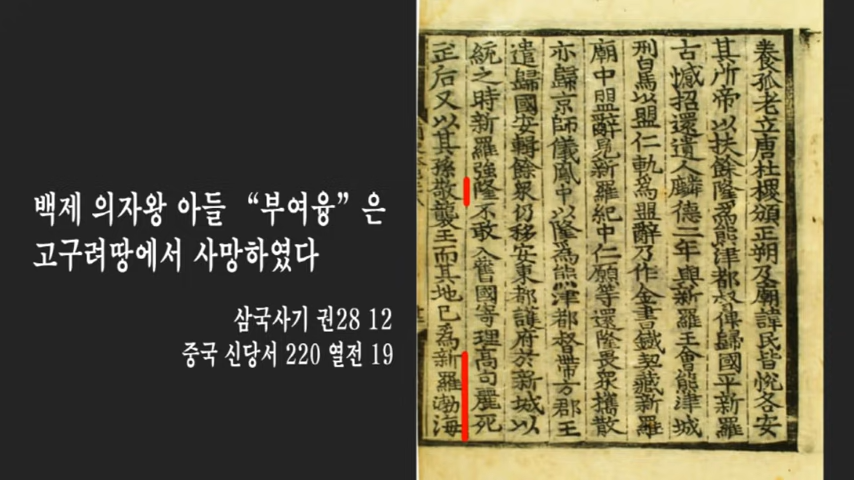 백제 의자왕 아들 “부여융”은
고구려땅에서 사망하였다
삼국사기 권28 12
중국 신당서 220 열전 19
養孤老立唐杜稷頒正朔及廟諱民皆悅各安
其所帝以扶餘隆爲熊津都督俾歸國平新羅
古憾招還遺人麟德二年與新羅王會熊津城
刑白馬以盟仁軌爲盟辭乃作金書鐵契藏新羅
廟中盟辭見新羅紀中仁願等還隆畏衆攜散
亦歸京師儀鳳中以隆爲熊津都督帶方郡王
遣歸國安輯餘衆仍移安東都護府於新城以
統之時新羅強隆不敢入舊國寄理高句麗死
正后又以其孫敬襲王而其地已爲新羅渤海